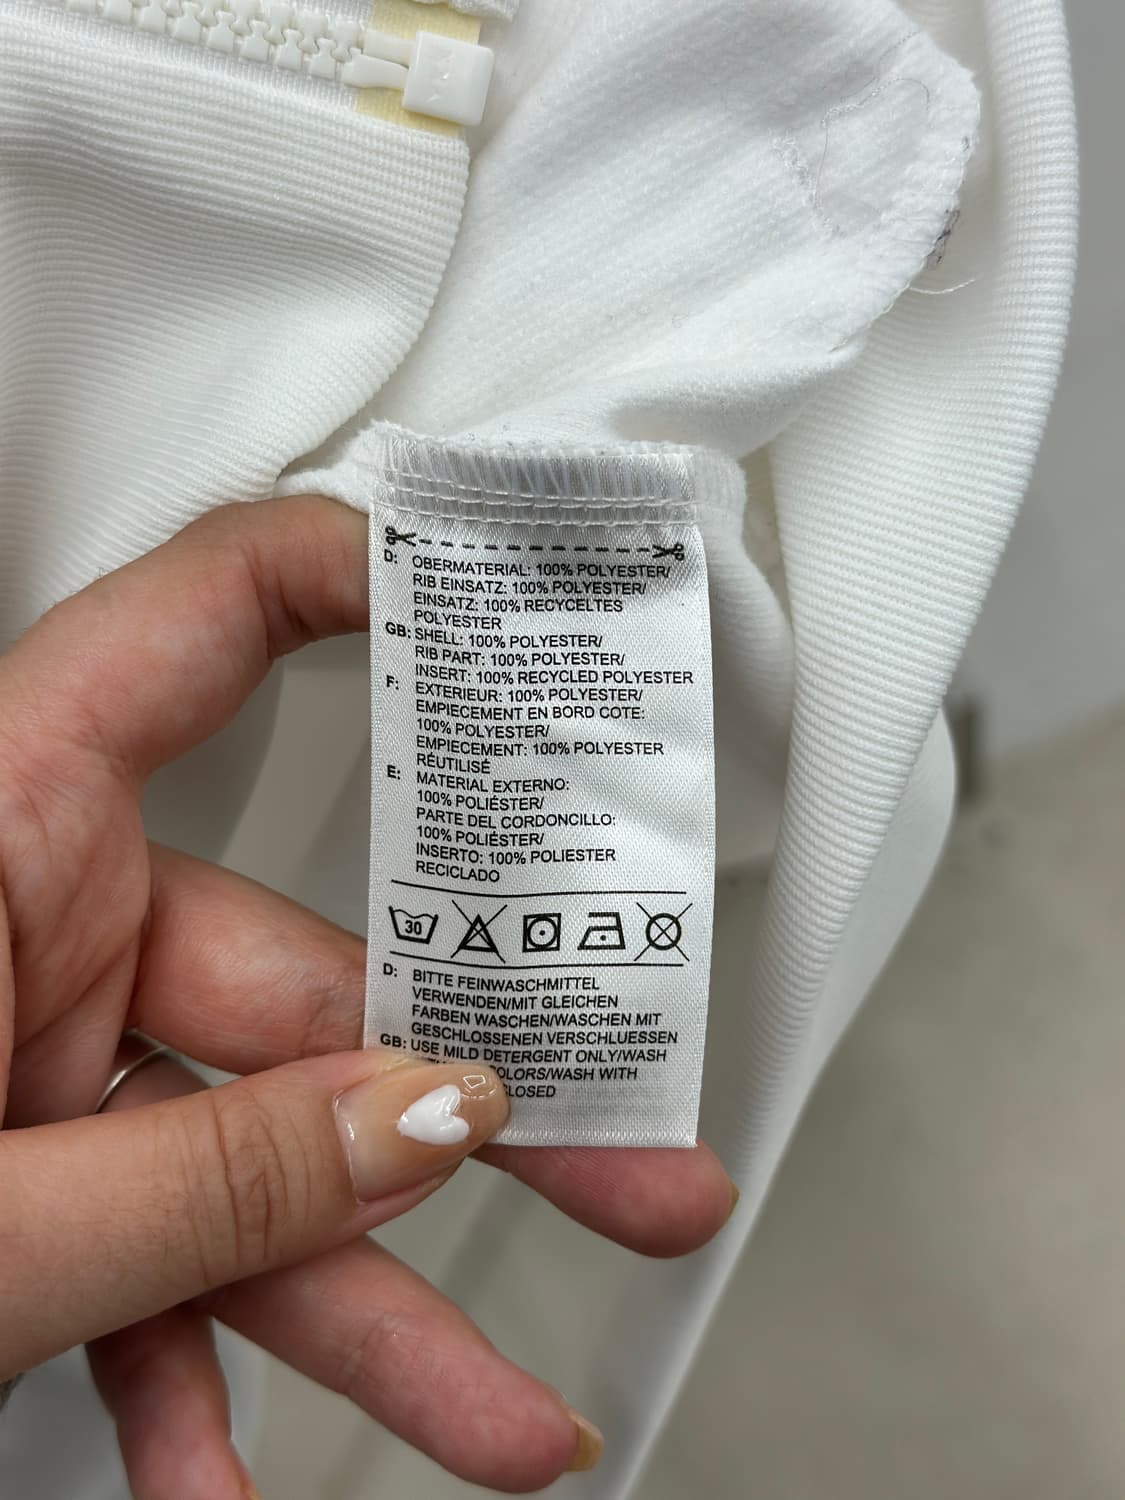 D: OBERMATERIAL: 100% POLYESTER/
RIB EINSATZ: 100% POLYESTER/
EINSATZ: 100% RECYCELTES
POLYESTER
GB: SHELL: 100% POLYESTER/
RIB PART: 100% POLYESTER/
INSERT: 100% RECYCLED POLYESTER
F: EXTERIEUR: 100% POLYESTER/
EMPIECEMENT EN BORD COTE:
100% POLYESTER/
EMPIECEMENT: 100% POLYESTER
RÉUTILISÉ
E: MATERIAL EXTERNO:
100% POLIÉSTER/
PARTE DEL CORDONCILLO:
100% POLIÉSTER/
INSERTO: 100% POLIESTER
RECICLADO
30
D: BITTE FEINWASCHMITTEL
VERWENDEN/MIT GLEICHEN
FARBEN WASCHEN/WASCHEN MIT
GESCHLOSSENEN VERSCHLUESSEN
GB: USE MILD DETERGENT ONLY/WASH
OLORS/WASH WITH
LOSED